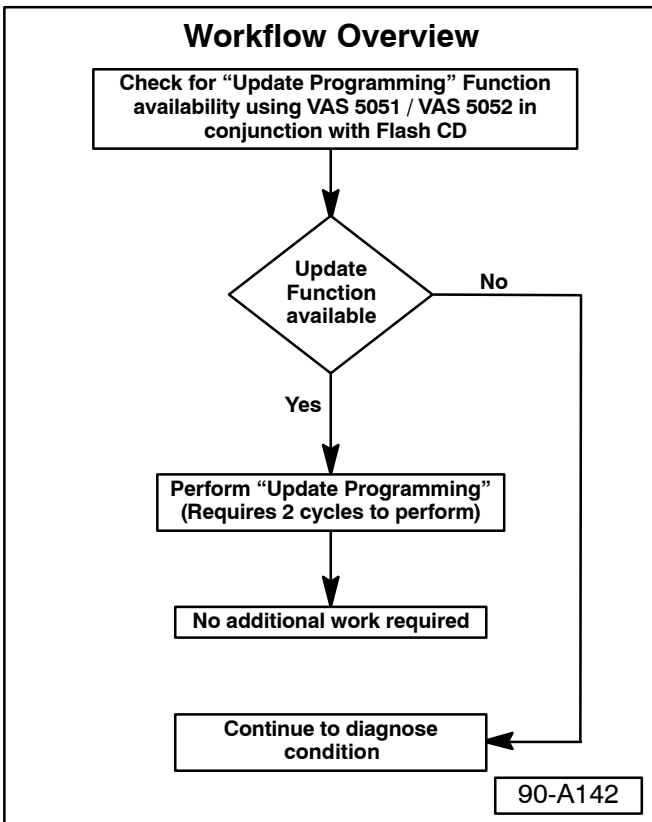 Workflow Overview
Check for “Update Programming” Function
availability using VAS 5051 / VAS 5052 in
conjunction with Flash CD
Update
Function
available
No
Yes
Perform “Update Programming”
(Requires 2 cycles to perform)
No additional work required
Continue to diagnose
condition
90-A142